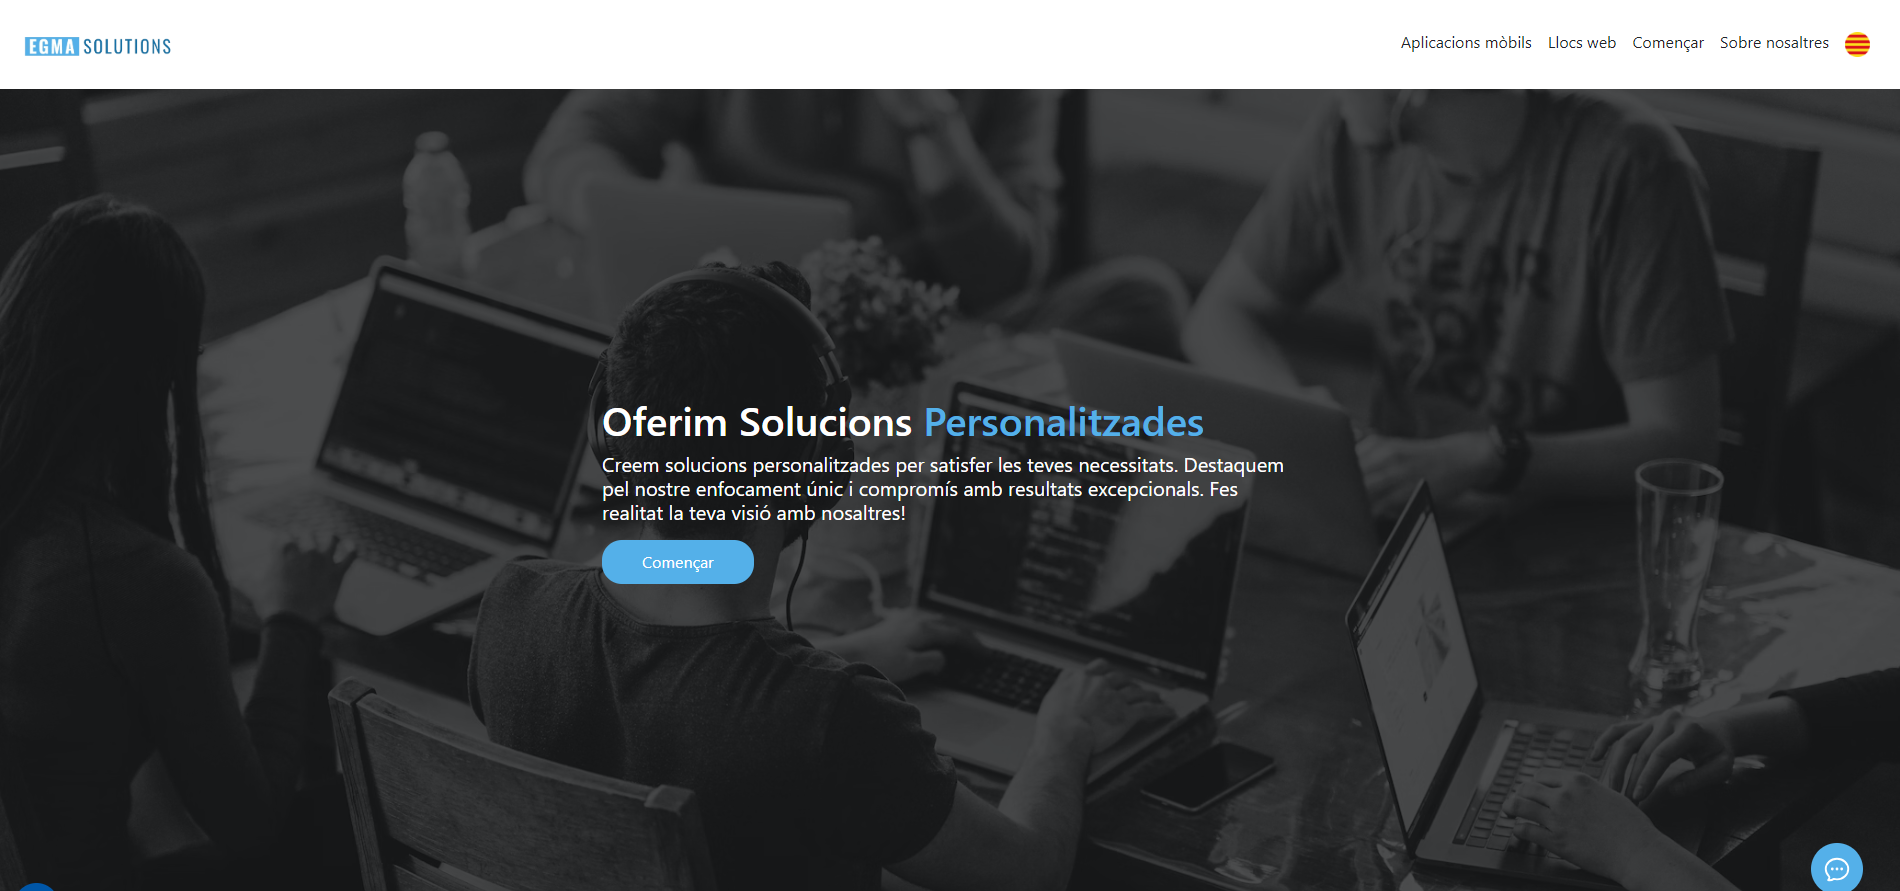 EGMA SOLUTIONS
Aplicacions mòbils
Llocs web
Començar
Sobre nosaltres
Oferim Solucions Personalitzades
Creem solucions personalitzades per satisfer les teves necessitats. Destaquem
pel nostre enfocament únic i compromís amb resultats excepcionals. Fes
realitat la teva visió amb nosaltres!
Començar